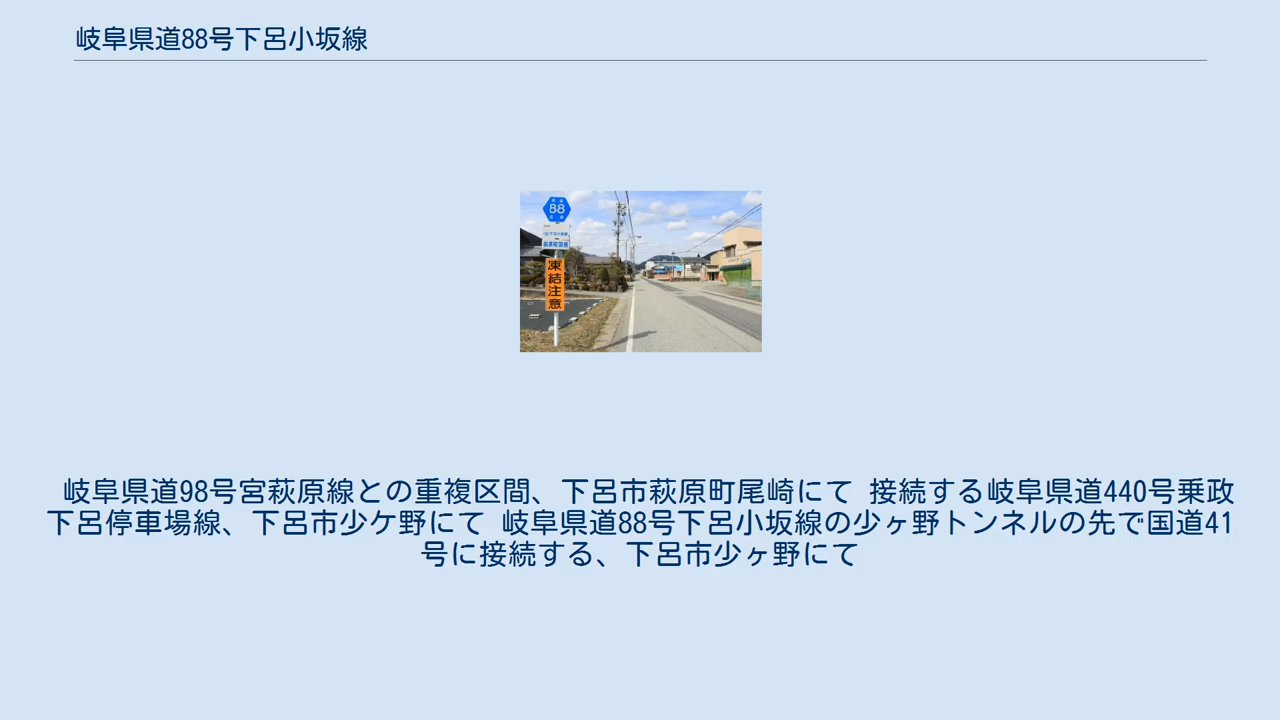 岐阜県道88号下呂小坂線
88
凍結注意
岐阜県道98号宮萩原線との重複区間、下呂市萩原町尾崎にて 接続する岐阜県道440号乗政
下呂停車場線、下呂市少ケ野にて 岐阜県道88号下呂小坂線の少ヶ野トンネルの先で国道41
号に接続する、下呂市少ヶ野にて